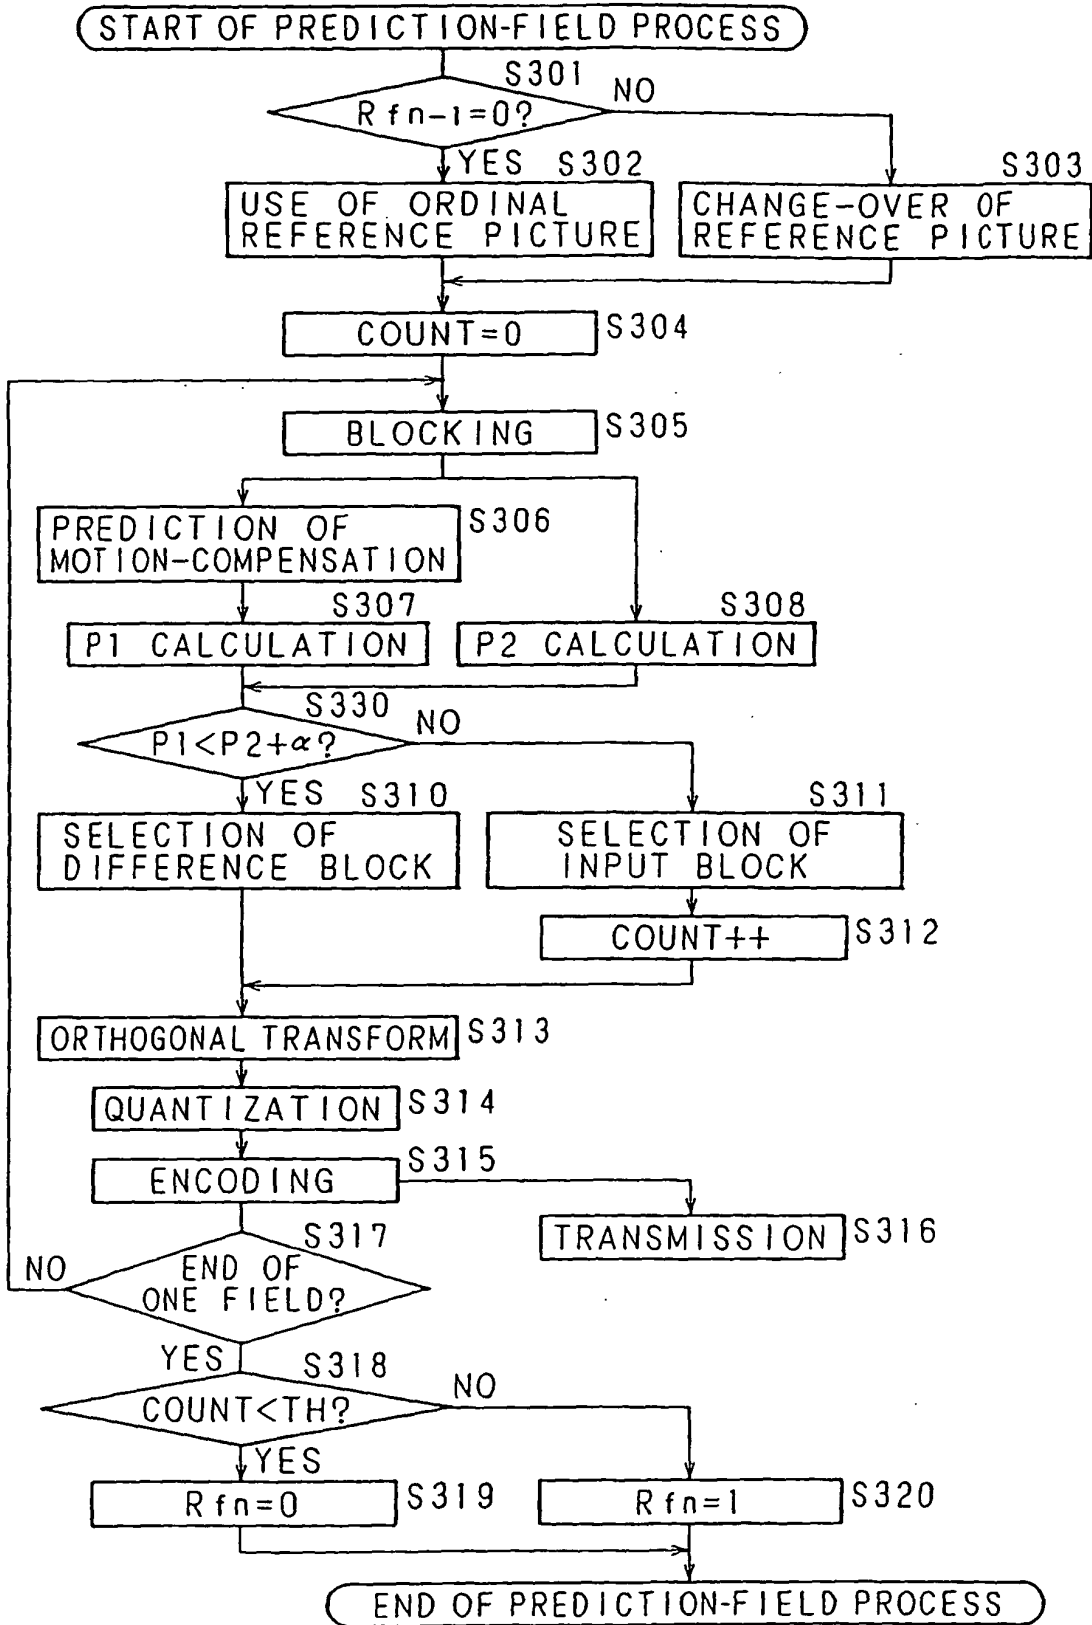 START OF PREDICTION-FIELD PROCESS
S301
Rfn-1=0?
NO
YES
S302
S303
USE OF ORDINAL
REFERENCE PICTURE
CHANGE-OVER OF
REFERENCE PICTURE
COUNT=0
S304
BLOCKING
S305
PREDICTION OF
MOTION-COMPENSATION
S306
S307
S308
P1 CALCULATION
P2 CALCULATION
S330
P1<P2+α?
NO
YES
S310
S311
SELECTION OF
DIFFERENCE BLOCK
SELECTION OF
INPUT BLOCK
COUNT++
S312
ORTHOGONAL TRANSFORM
S313
QUANTIZATION
S314
ENCODING
S315
TRANSMISSION
S316
S317
NO
END OF
ONE FIELD?
YES
S318
COUNT<TH?
NO
YES
Rfn=0
S319
Rfn=1
S320
END OF PREDICTION-FIELD PROCESS